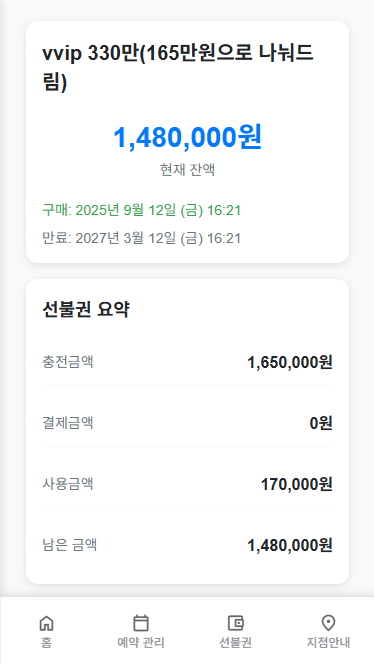 vvip 330만(165만원으로 나눠드
림)
1,480,000원
현재 잔액
구매: 2025년 9월 12일 (금) 16:21
만료: 2027년 3월 12일 (금) 16:21
선불권 요약
충전금액 1,650,000원
결제금액 0원
사용금액 170,000원
남은 금액 1,480,000원
홈 예약 관리 선불권 지점안내